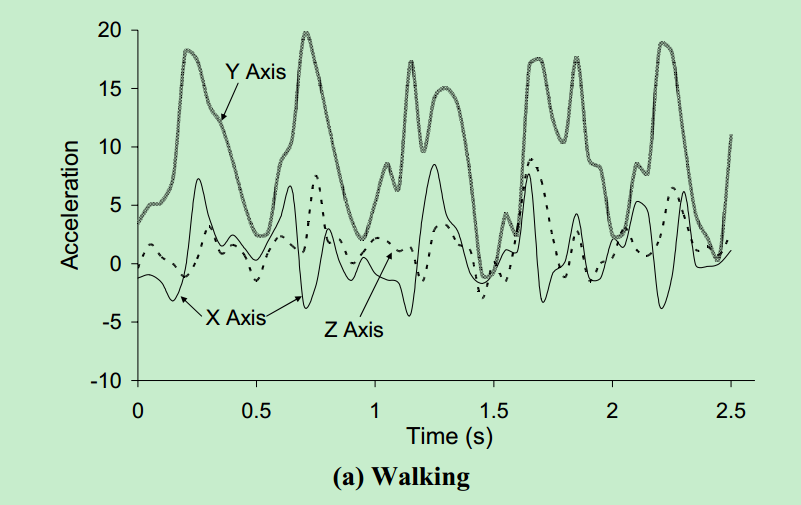 20
15
10
5
0
-5
-10
Acceleration
Y Axis
X Axis
Z Axis
0 0.5 1 1.5 2 2.5
Time (s)
(a) Walking